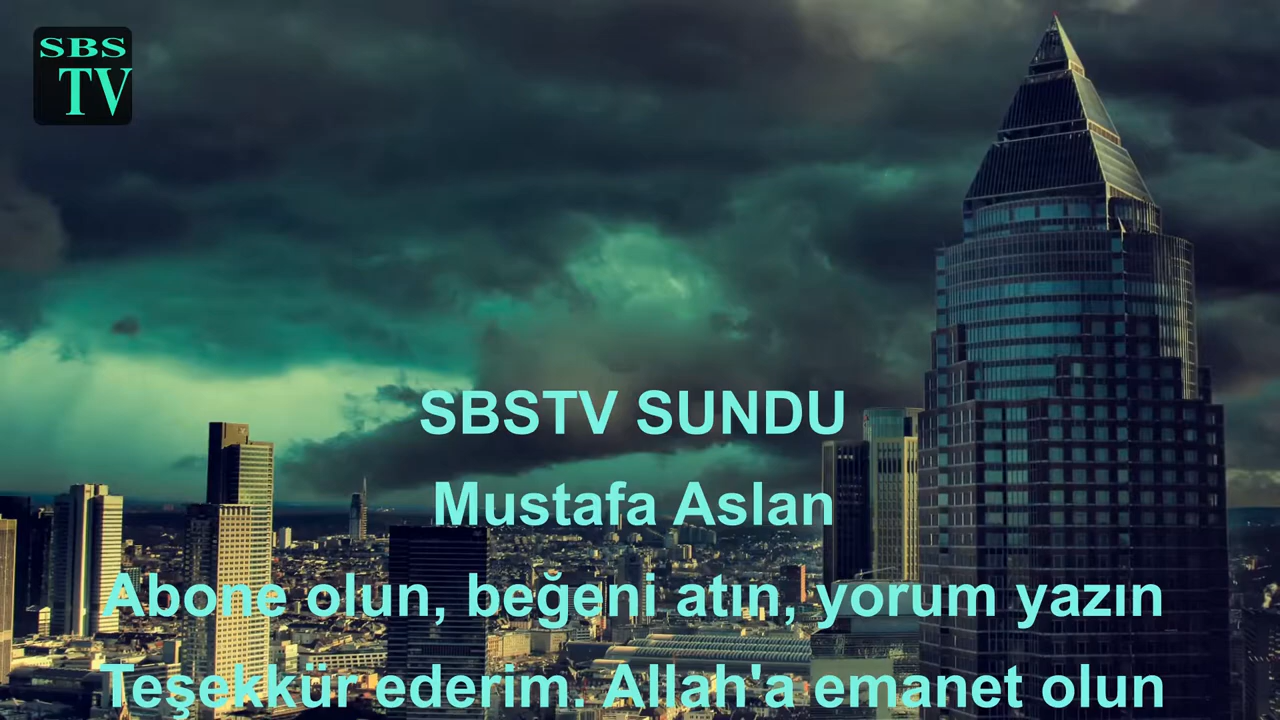 SBS
TV
SBSTV SUNDU
Mustafa Aslan
Abone olun, beğeni atın, yorum yazın
Teşekkür ederim. Allah'a emanet olun